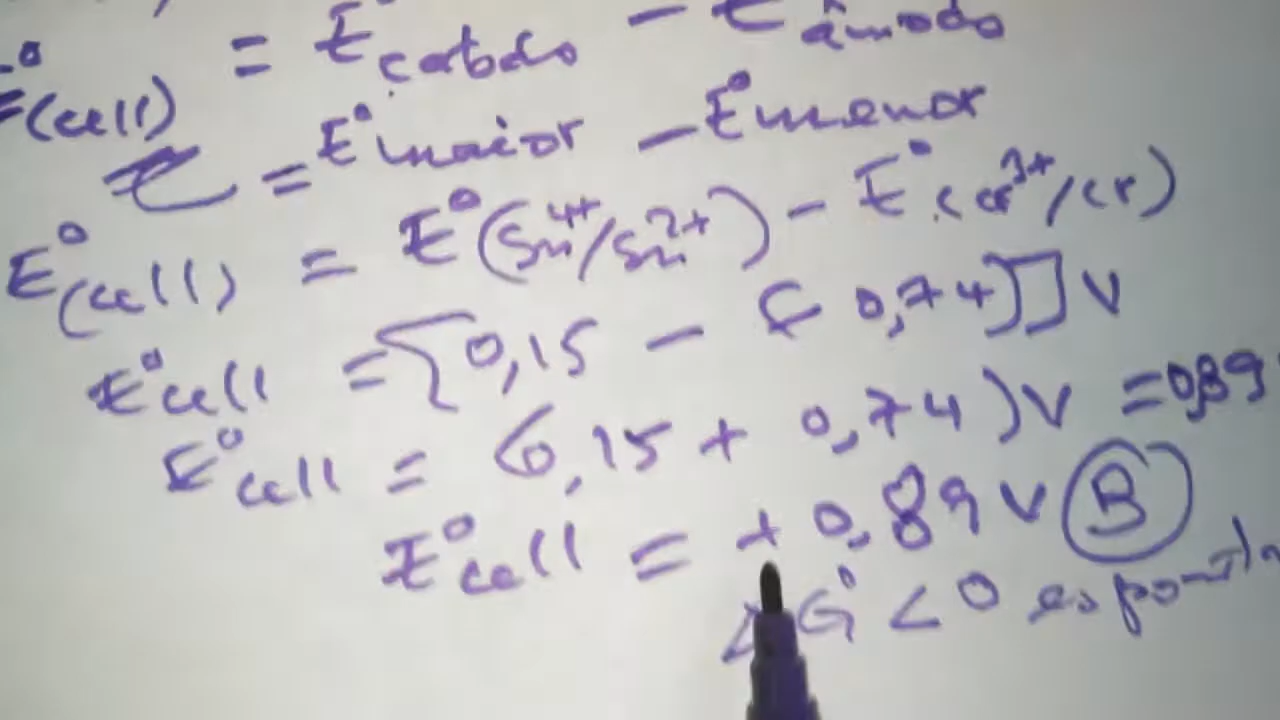 E°(cell) = E°catodo - E°ânodo
= E°maior - E°menor
E°(cell) = E°(Sn⁴⁺/Sn²⁺) - E°(Cr³⁺/Cr)
E°cell = [0,15 - (-0,74)] V
E°cell = (0,15 + 0,74) V = 0,89
E°cell = + 0,89 V B
ΔG° < 0